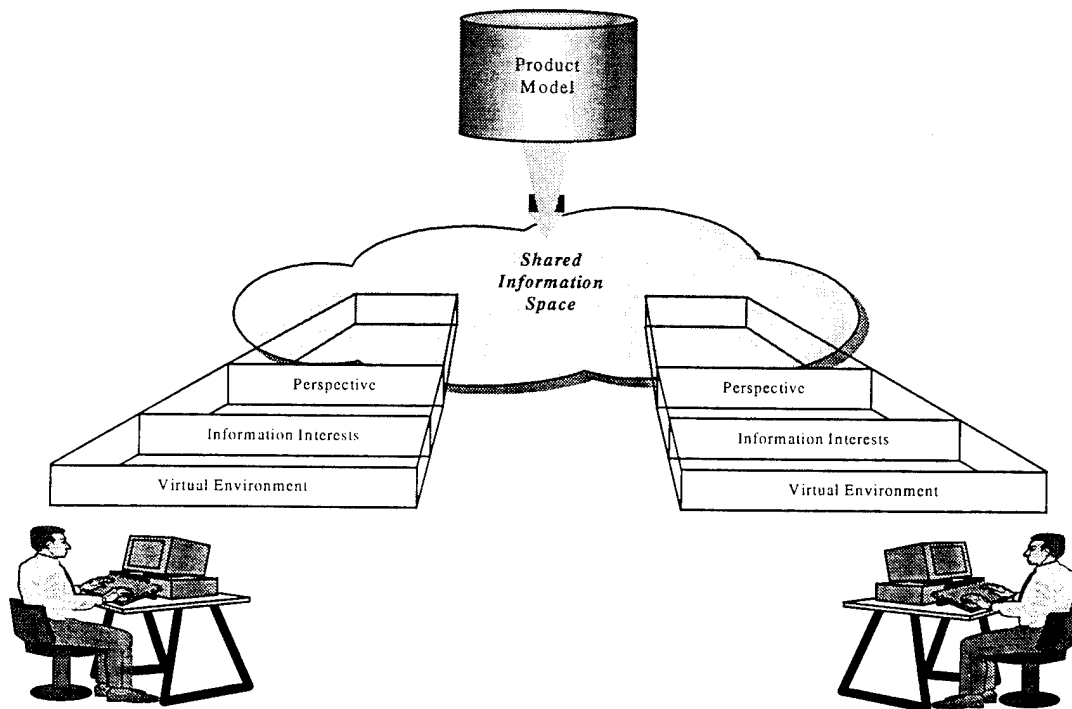 Product
Model
Shared
Information
Space
Perspective
Information Interests
Virtual Environment
Perspective
Information Interests
Virtual Environment